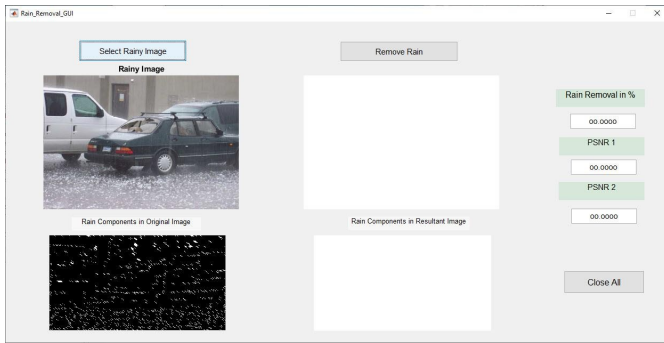 Rain_Removal_GUI
Select Rainy Image
Remove Rain
Rainy Image
Rain Removal in %
00.0000
PSNR 1
00.0000
PSNR 2
00.0000
Rain Components in Original Image
Rain Components in Resultant Image
Close All